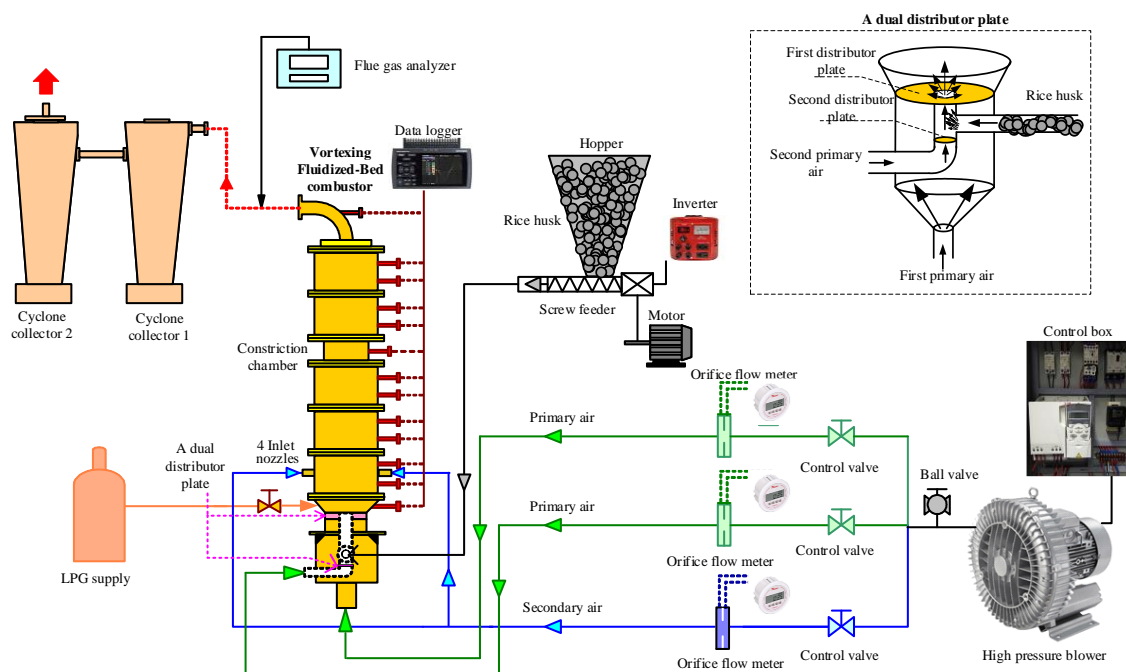 A dual distributor plate
First distributor
plate
Second distributor
plate
Rice husk
Second primary
air
First primary air
Flue gas analyzer
Data logger
Vortexing
Fluidized-Bed
combustor
Hopper
Rice husk
Inverter
Screw feeder
Motor
Cyclone
collector 2
Cyclone
collector 1
Constriction
chamber
Control box
Orifice flow meter
Primary air
Control valve
4 Inlet
nozzles
A dual
distributor
plate
Ball valve
Primary air
Orifice flow meter
Control valve
LPG supply
Secondary air
Orifice flow meter
Control valve
High pressure blower